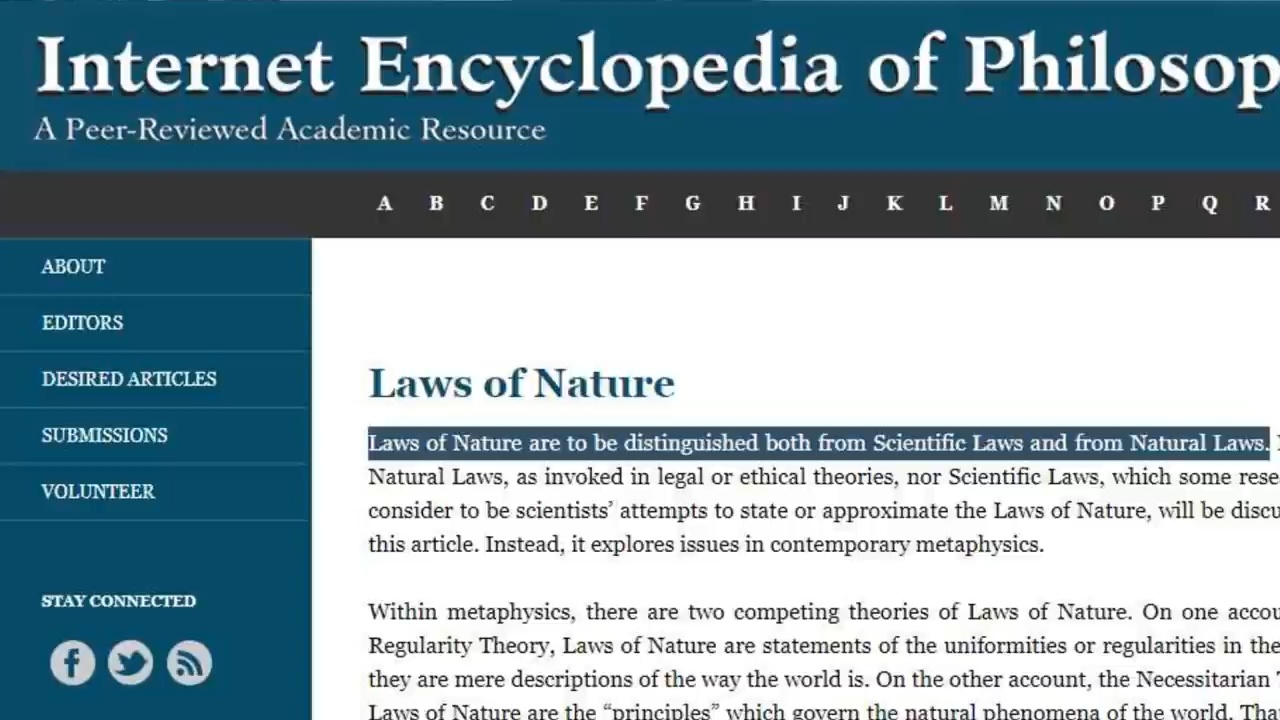 Internet Encyclopedia of Philosop
A Peer-Reviewed Academic Resource
A B C D E F G H I J K L M N O P Q R
ABOUT
EDITORS
DESIRED ARTICLES
SUBMISSIONS
VOLUNTEER
STAY CONNECTED
Laws of Nature
Laws of Nature are to be distinguished both from Scientific Laws and from Natural Laws.
Natural Laws, as invoked in legal or ethical theories, nor Scientific Laws, which some rese
consider to be scientists’ attempts to state or approximate the Laws of Nature, will be discu
this article. Instead, it explores issues in contemporary metaphysics.
Within metaphysics, there are two competing theories of Laws of Nature. On one accou
Regularity Theory, Laws of Nature are statements of the uniformities or regularities in the
they are mere descriptions of the way the world is. On the other account, the Necessitarian
Laws of Nature are the “principles” which govern the natural phenomena of the world. Tha